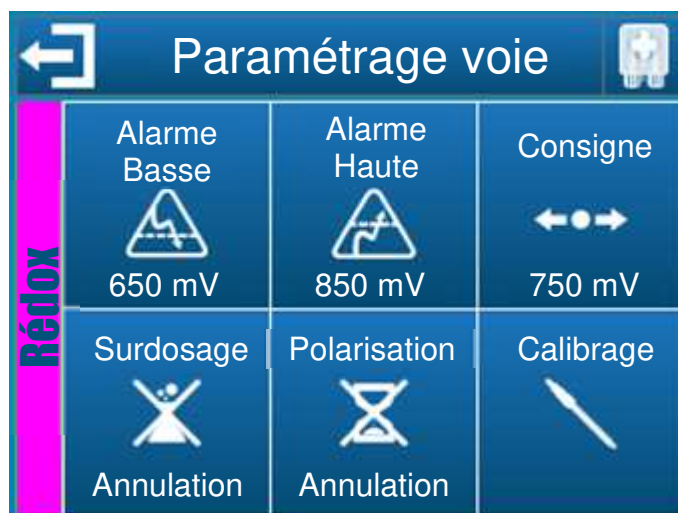 Paramétrage voie
Rédox
Alarme
Basse
650 mV
Alarme
Haute
850 mV
Consigne
750 mV
Surdosage
Annulation
Polarisation
Annulation
Calibrage